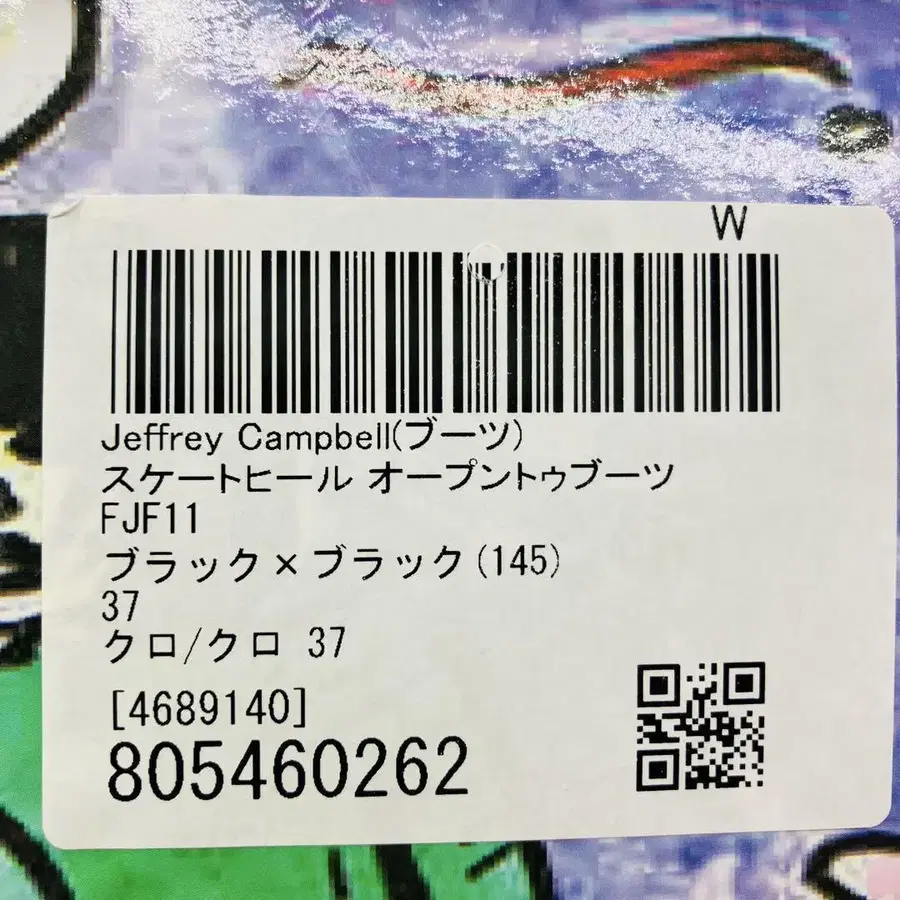 W
Jeffrey Campbell(ブーツ)
スケートヒール オープントゥブーツ
FJF11
ブラック×ブラック(145)
37
クロ/クロ 37
[4689140]
805460262